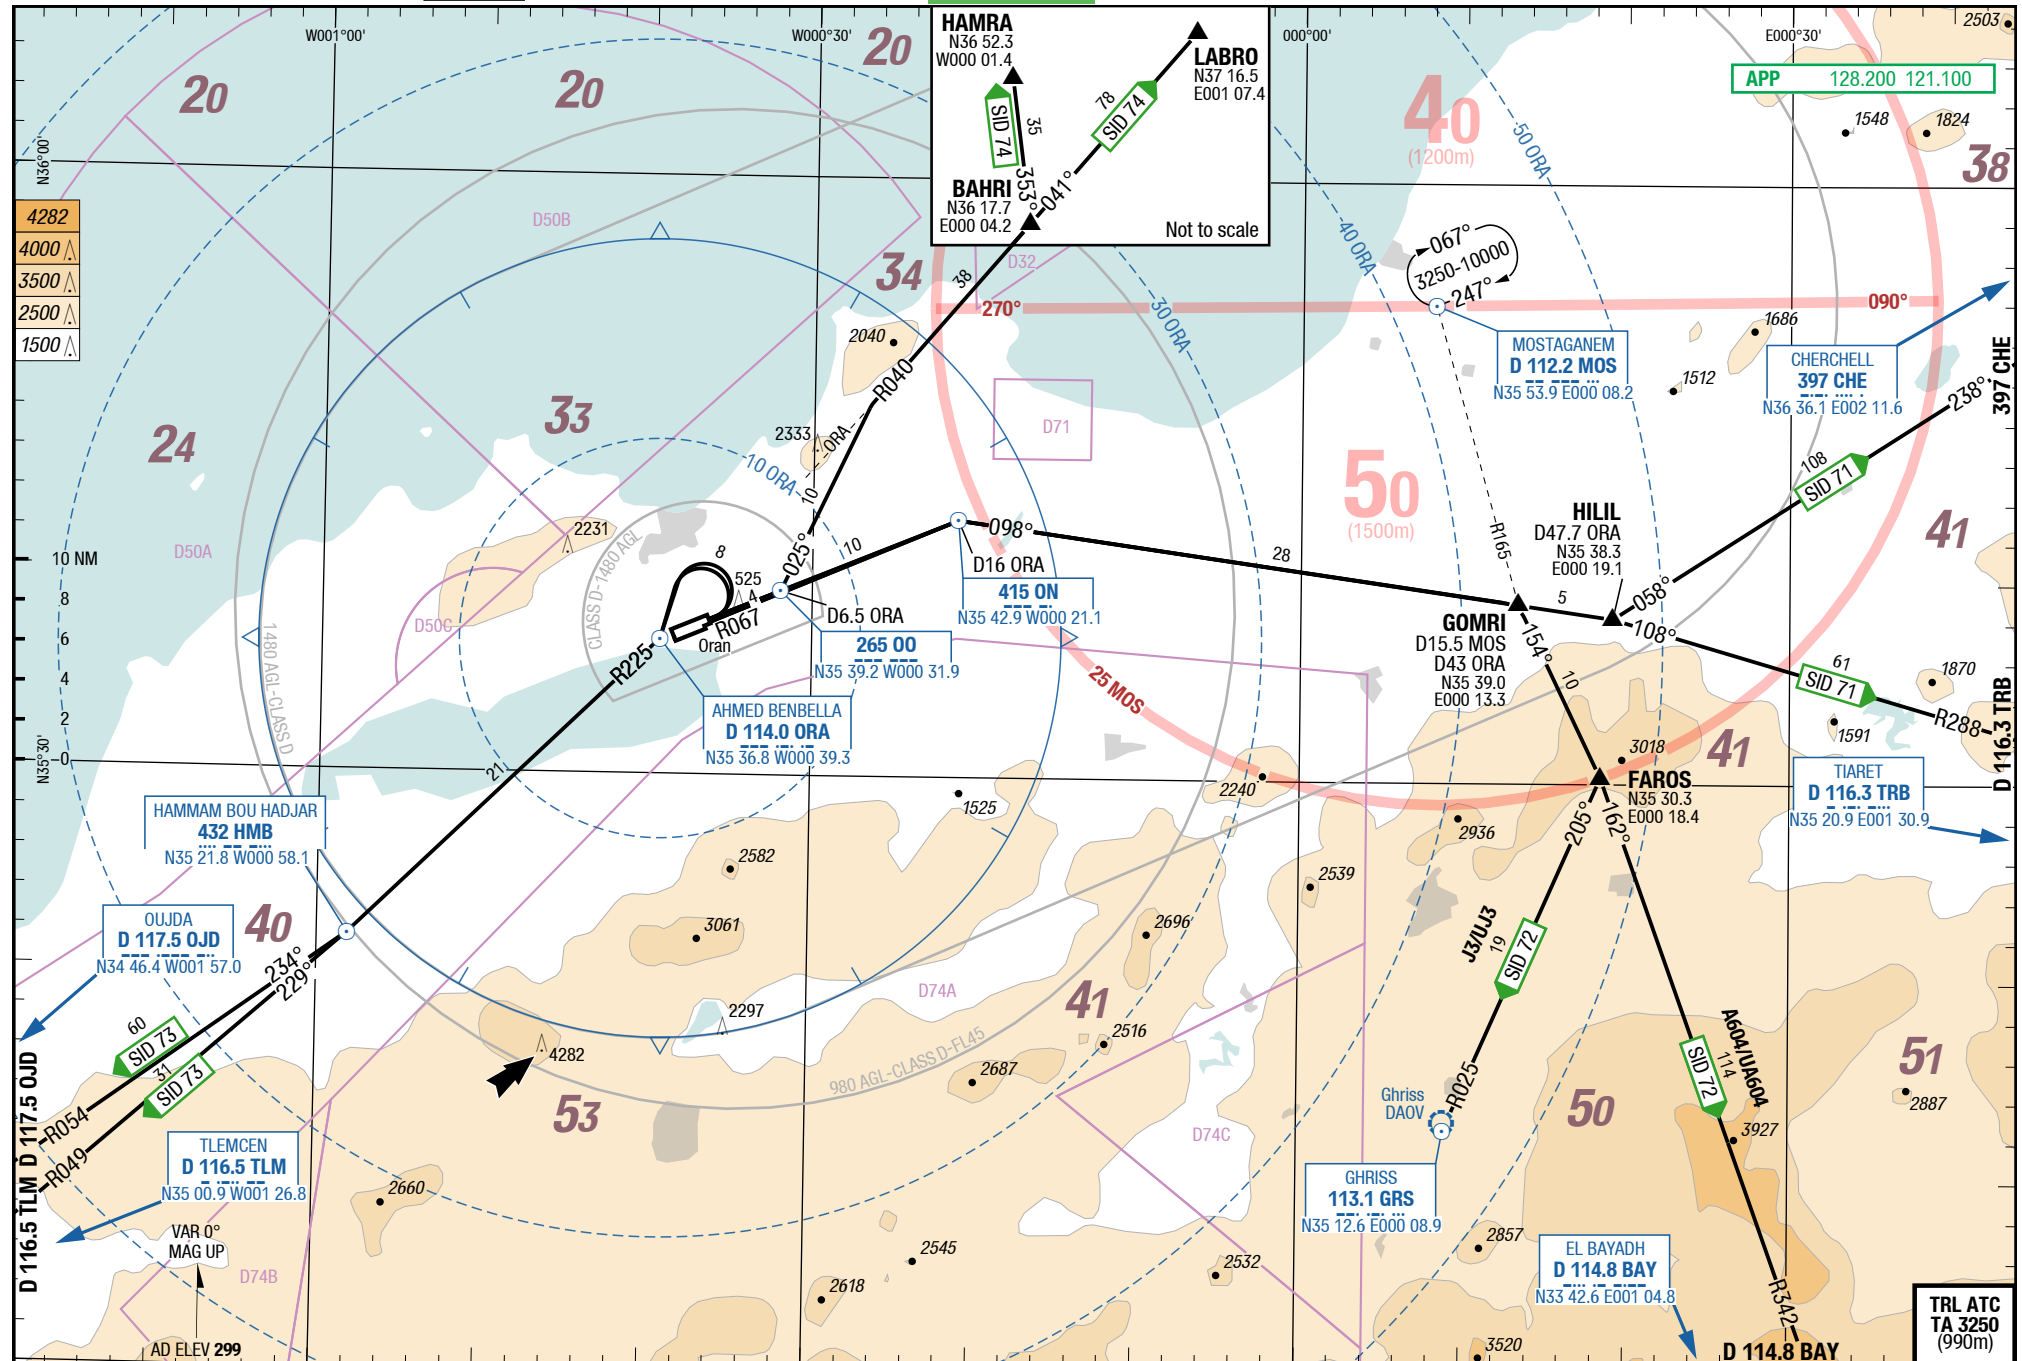 HAMRA
N36 52.3
W000 01.4
LABRO
N37 16.5
E001 07.4
SID 74
35
353°
78
SID 74
041°
BAHRI
N36 17.7
E000 04.2
Not to scale
W001°00'
W000°30'
000°00'
E000°30'
2503
20
20
20
APP 128.200 121.100
1548
1824
38
40
(1200m)
50 ORA
N36°00'
4282
4000
3500
2500
1500
D50B
D32
34
38
40 ORA
067°
3250-10000
247°
270°
090°
30 ORA
2040
MOSTAGANEM
D 112.2 MOS
N35 53.9 E000 08.2
1686
1512
CHERCHELL
397 CHE
N36 36.1 E002 11.6
397 CHE
238°
R040
33
24
2333
ORA
D71
10 ORA
10
108
SID 71
50
(1500m)
R165
HILIL
D47.7 ORA
N35 38.3
E000 19.1
41
2231
D50A
CLASS D-1480 AGL
8
025°
10
098°
D16 ORA
28
10 NM
8
6
4
2
0
525
4
R067
Oran
D6.5 ORA
415 ON
N35 42.9 W000 21.1
265 OO
N35 39.2 W000 31.9
5
058°
108°
GOMRI
D15.5 MOS
D43 ORA
N35 39.0
E000 13.3
154°
10
61
SID 71
1870
R288
D 116.3 TRB
1591
D50C
1480 AGL-CLASS D
R225
AHMED BENBELLA
D 114.0 ORA
N35 36.8 W000 39.3
25 MOS
N35°30'
21
3018
41
FAROS
N35 30.3
E000 18.4
TIARET
D 116.3 TRB
N35 20.9 E001 30.9
2240
1525
2936
205°
162°
HAMMAM BOU HADJAR
432 HMB
N35 21.8 W000 58.1
2582
2539
OUJDA
D 117.5 OJD
N34 46.4 W001 57.0
40
3061
2696
234°
229°
J3/UJ3
19
SID 72
D74A
41
2297
2516
4282
980 AGL-CLASS D-FL45
2687
60
SID 73
31
SID 73
A604/UA604
114
SID 72
51
2887
53
Ghriss
DAOV
R025
50
3927
R054
R049
D 116.5 TLM D 117.5 OJD
TLEMCEN
D 116.5 TLM
N35 00.9 W001 26.8
D74C
GHRISS
113.1 GRS
N35 12.6 E000 08.9
2660
VAR 0°
MAG UP
D74B
2545
2532
2618
2857
EL BAYADH
D 114.8 BAY
N33 42.6 E001 04.8
R342
3520
D 114.8 BAY
TRL ATC
TA 3250
(990m)
AD ELEV 299